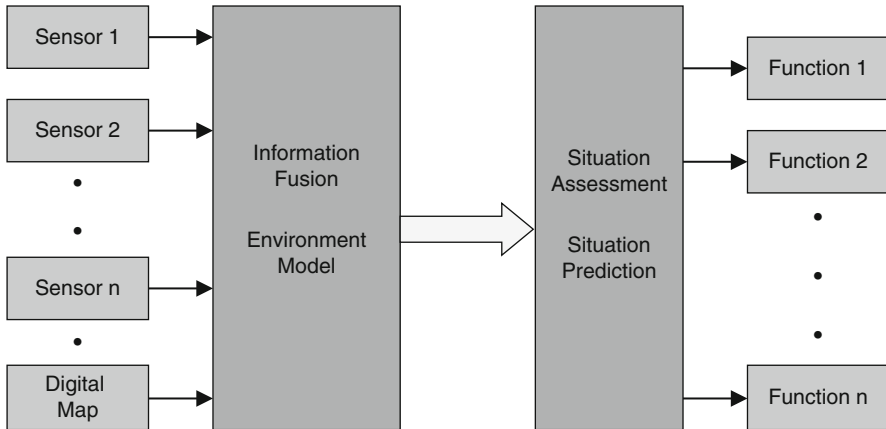 Sensor 1
Sensor 2
Sensor n
Digital
Map
Information
Fusion
Environment
Model
Situation
Assessment
Situation
Prediction
Function 1
Function 2
Function n